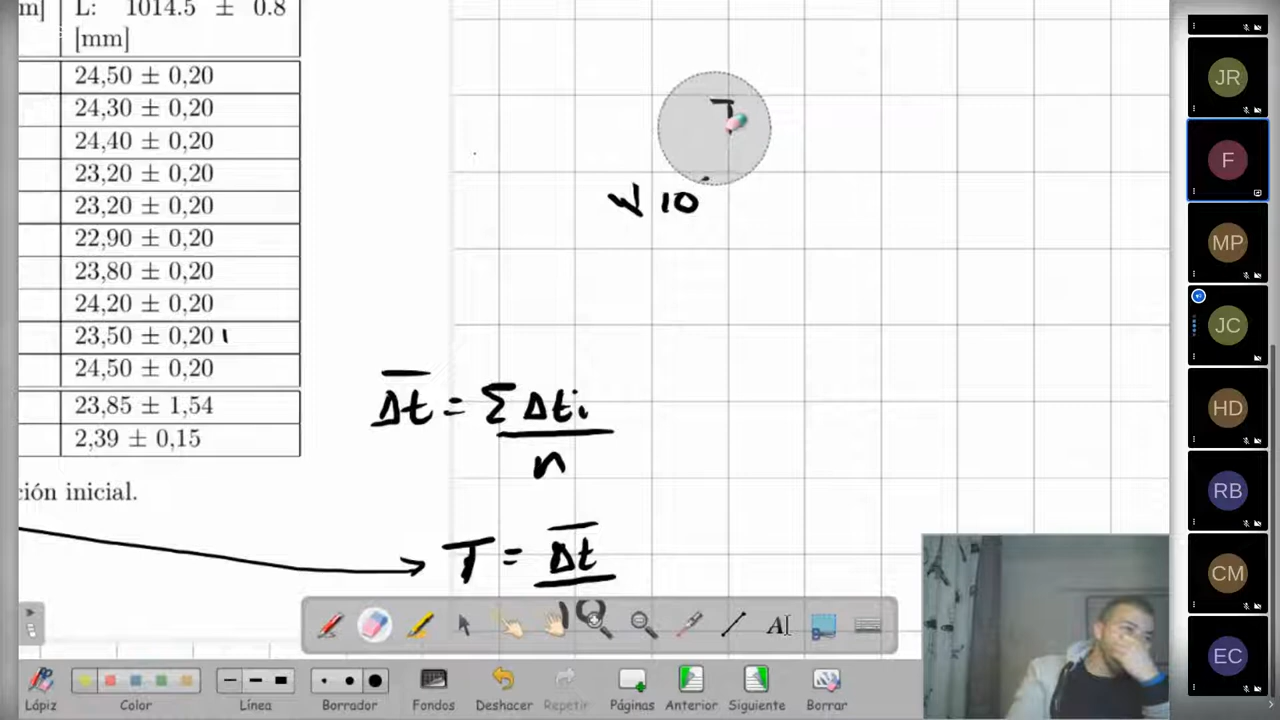 m]
L: 1014.5 ± 0.8
[mm]
24,50 ± 0,20
24,30 ± 0,20
24,40 ± 0,20
23,20 ± 0,20
23,20 ± 0,20
22,90 ± 0,20
23,80 ± 0,20
24,20 ± 0,20
23,50 ± 0,20
24,50 ± 0,20
23,85 ± 1,54
2,39 ± 0,15
ción inicial.
10
Δt = Σ Δti
n
T = Δt
10
A
Lápiz
Color
Línea
Borrador
Fondos
Deshacer
Repetir
Páginas
Anterior
Siguiente
Borrar
JR
F
MP
JC
HD
RB
CM
EC